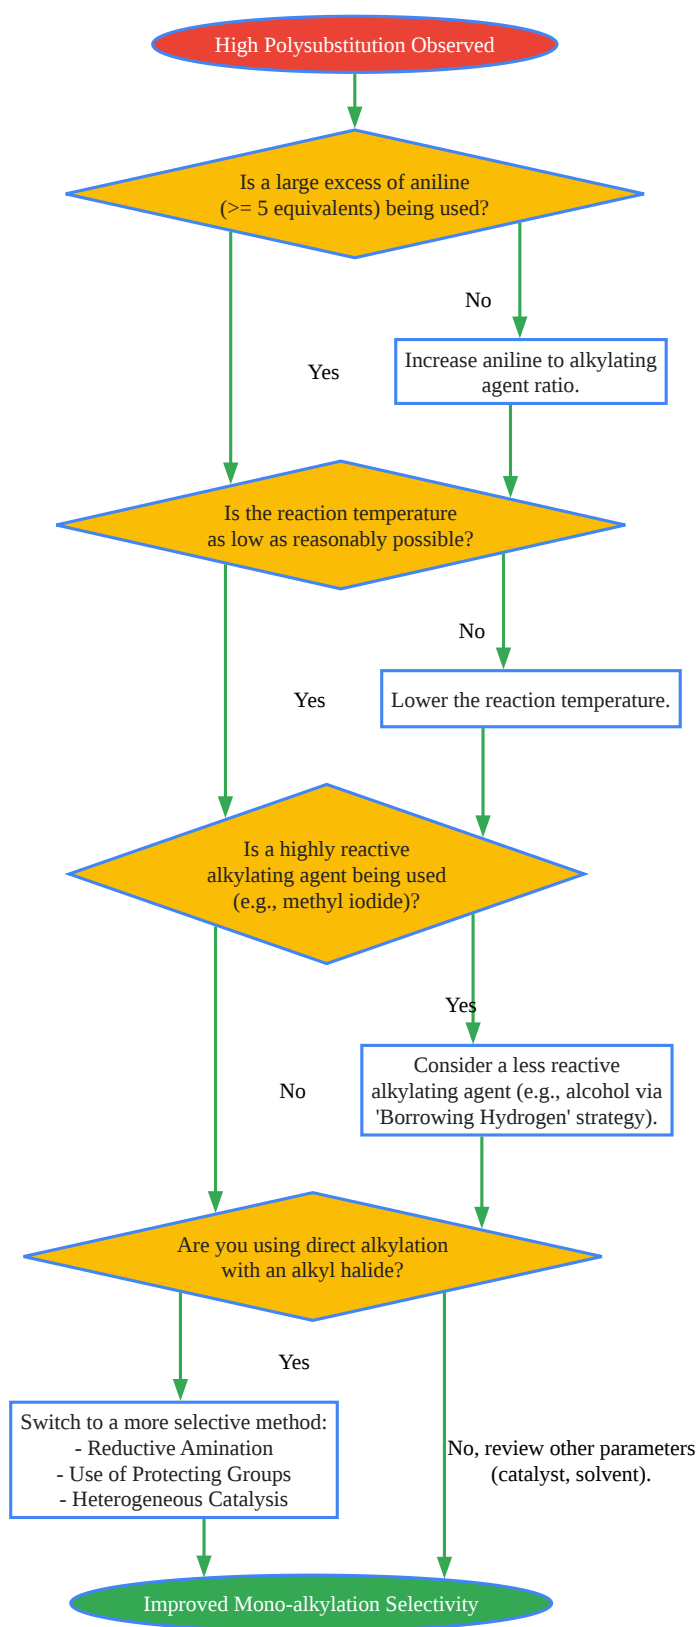 High Polysubstitution Observed
Is a large excess of aniline
(>= 5 equivalents) being used?
No
Yes
Increase aniline to alkylating
agent ratio.
Is the reaction temperature
as low as reasonably possible?
No
Yes
Lower the reaction temperature.
Is a highly reactive
alkylating agent being used
(e.g., methyl iodide)?
Yes
No
Consider a less reactive
alkylating agent (e.g., alcohol via
'Borrowing Hydrogen' strategy).
Are you using direct alkylation
with an alkyl halide?
Yes
Switch to a more selective method:
- Reductive Amination
- Use of Protecting Groups
- Heterogeneous Catalysis
No, review other parameters
(catalyst, solvent).
Improved Mono-alkylation Selectivity